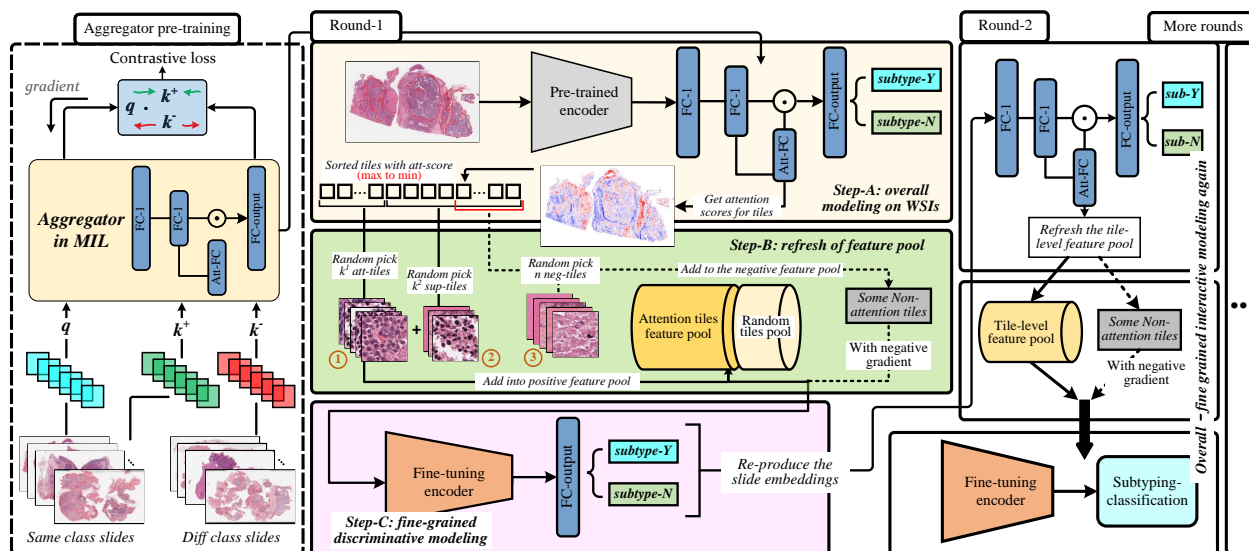 Aggregator pre-training
Contrastive loss
gradient
q · k⁺
k⁻
Aggregator
in MIL
FC-1
FC-1
Att-FC
FC-output
q
k⁺
k⁻
Same class slides
Diff class slides
Round-1
Pre-trained
encoder
FC-1
FC-1
Att-FC
FC-output
subtype-Y
subtype-N
Sorted tiles with att-score
(max to min)
Get attention
scores for tiles
Step-A: overall
modeling on WSIs
Step-B: refresh of feature pool
Random pick
k¹ att-tiles
Random pick
k² sup-tiles
Random pick
n neg-tiles
Add to the negative feature pool
+
1
2
3
Attention tiles
feature pool
Random
tiles pool
Some Non-
attention tiles
With negative
gradient
Add into positive feature pool
Fine-tuning
encoder
FC-output
subtype-Y
subtype-N
Step-C: fine-grained
discriminative modeling
Re-produce the
slide embeddings
Round-2
More rounds
FC-1
FC-1
Att-FC
FC-output
sub-Y
sub-N
Refresh the tile-
level feature pool
Tile-level
feature pool
Some Non-
attention tiles
With negative
gradient
Fine-tuning
encoder
Subtyping-
classification
Overall - fine grained interactive modeling again